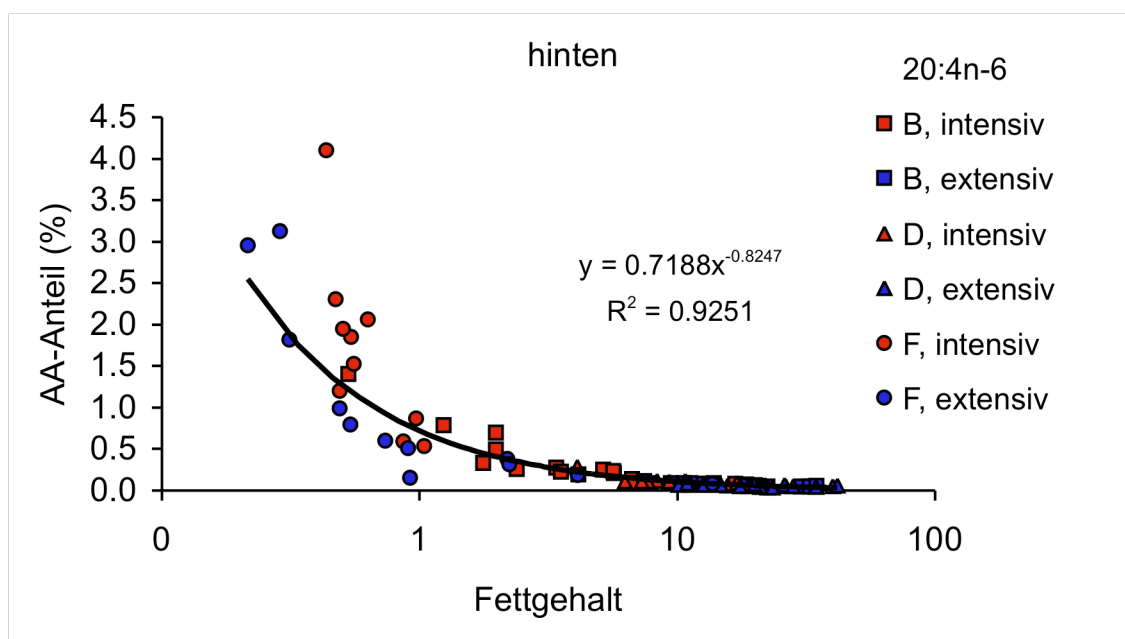 hinten
20:4n-6
B, intensiv
B, extensiv
D, intensiv
D, extensiv
F, intensiv
F, extensiv
y = 0.7188x^-0.8247
R² = 0.9251
AA-Anteil (%)
4.5
4.0
3.5
3.0
2.5
2.0
1.5
1.0
0.5
0.0
0 1 10 100
Fettgehalt